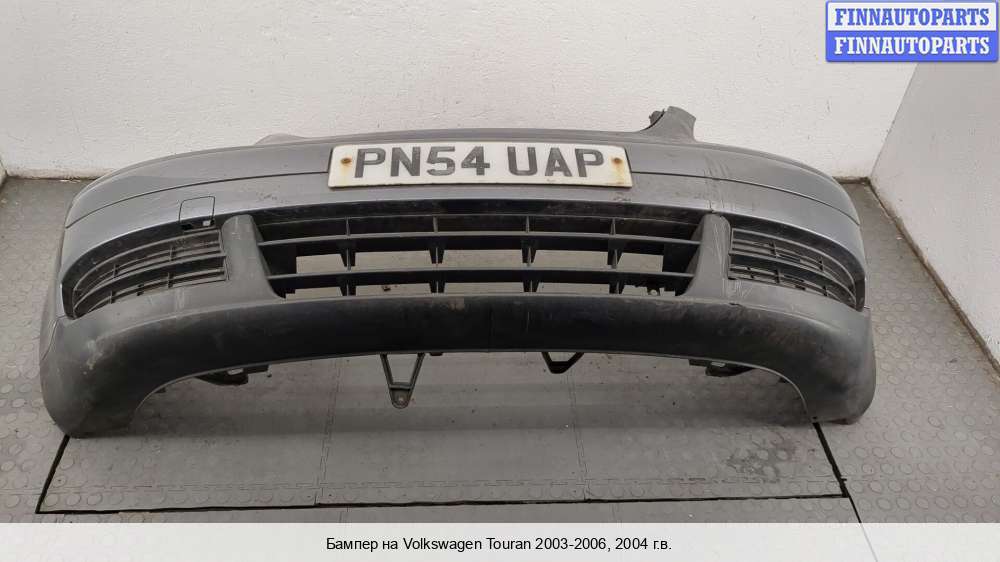 FINNAUTOPARTS
FINNAUTOPARTS
PN54 UAP
Бампер на Volkswagen Touran 2003-2006, 2004 г.в.